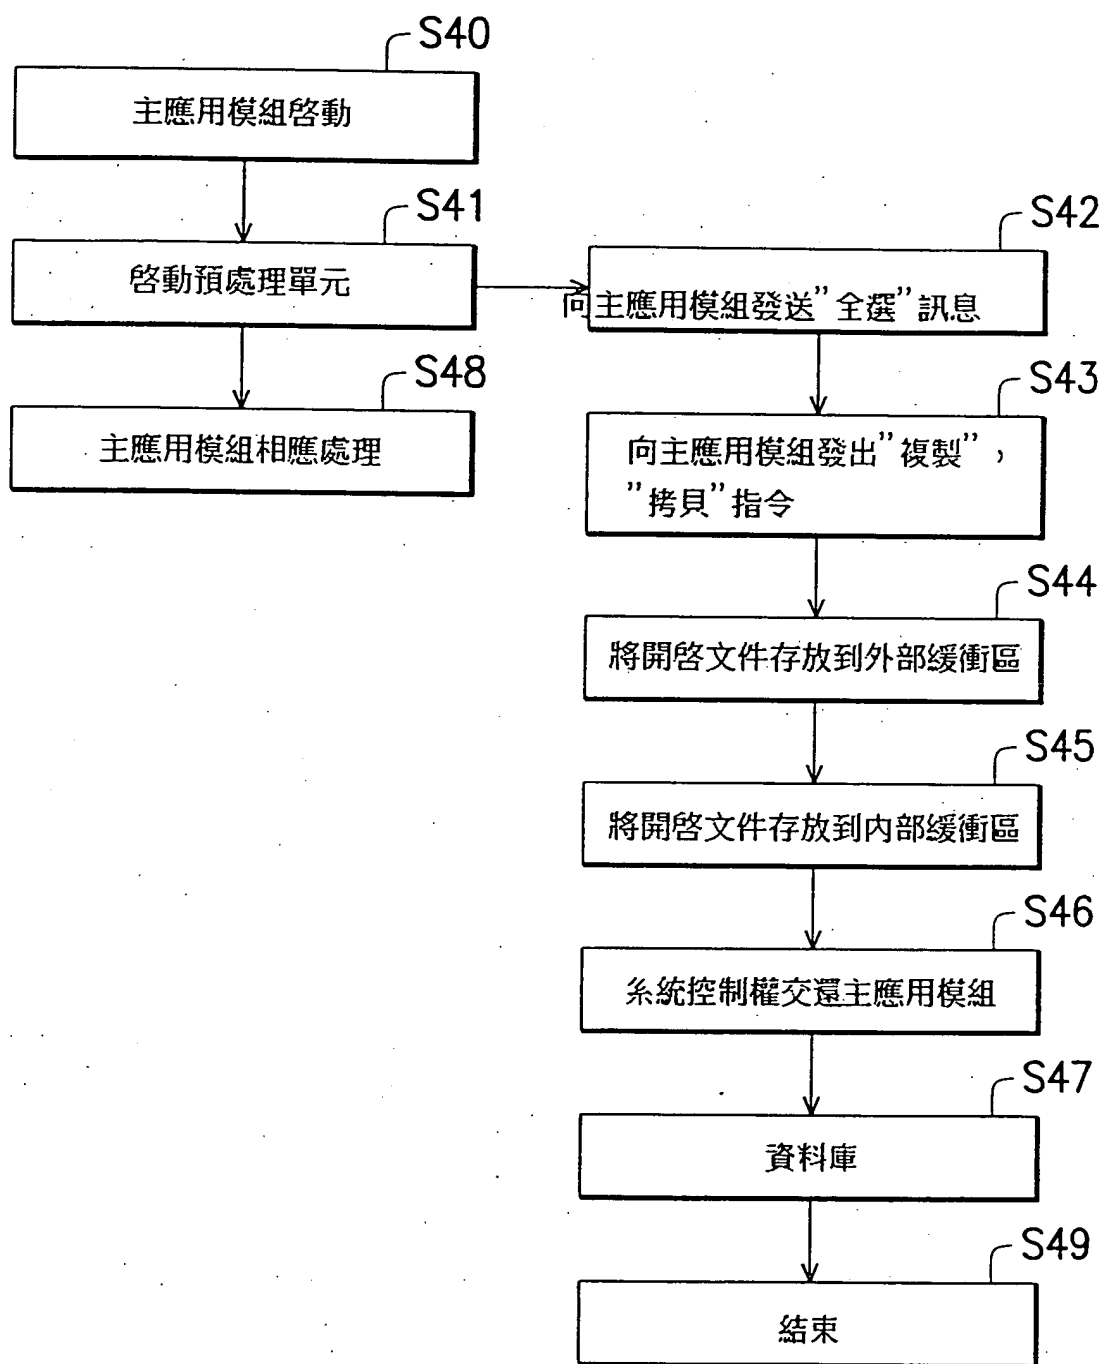 S40
主應用模組啓動
S41
啓動預處理單元
S48
主應用模組相應處理
S42
向主應用模組發送”全選”訊息
S43
向主應用模組發出”複製”，
”拷貝”指令
S44
將開啓文件存放到外部緩衝區
S45
將開啓文件存放到內部緩衝區
S46
系統控制權交還主應用模組
S47
資料庫
S49
結束